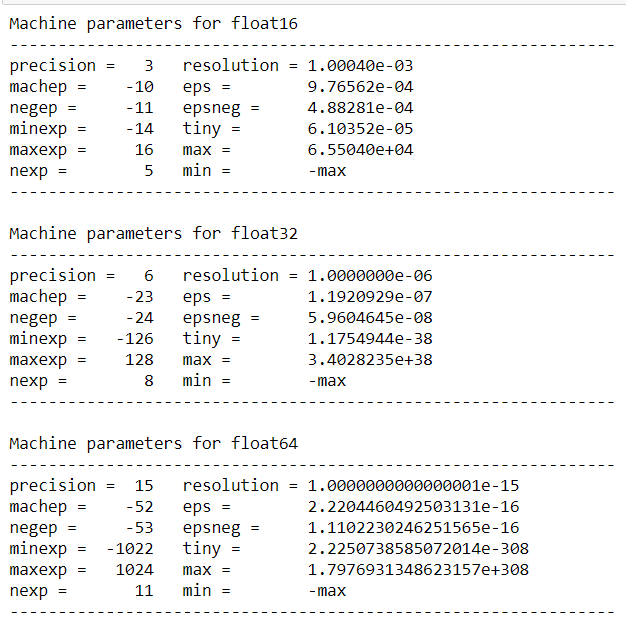 Machine parameters for float16
---------------------------------------------------------------
precision =   3   resolution = 1.00040e-03
machep =    -10   eps =        9.76562e-04
negep =     -11   epsneg =     4.88281e-04
minexp =    -14   tiny =       6.10352e-05
maxexp =     16   max =        6.55040e+04
nexp =        5   min =        -max
---------------------------------------------------------------

Machine parameters for float32
---------------------------------------------------------------
precision =   6   resolution = 1.0000000e-06
machep =    -23   eps =        1.1920929e-07
negep =     -24   epsneg =     5.9604645e-08
minexp =   -126   tiny =       1.1754944e-38
maxexp =    128   max =        3.4028235e+38
nexp =        8   min =        -max
---------------------------------------------------------------

Machine parameters for float64
---------------------------------------------------------------
precision =  15   resolution = 1.0000000000000001e-15
machep =    -52   eps =        2.2204460492503131e-16
negep =     -53   epsneg =     1.1102230246251565e-16
minexp =  -1022   tiny =       2.2250738585072014e-308
maxexp =   1024   max =        1.7976931348623157e+308
nexp =       11   min =        -max
---------------------------------------------------------------